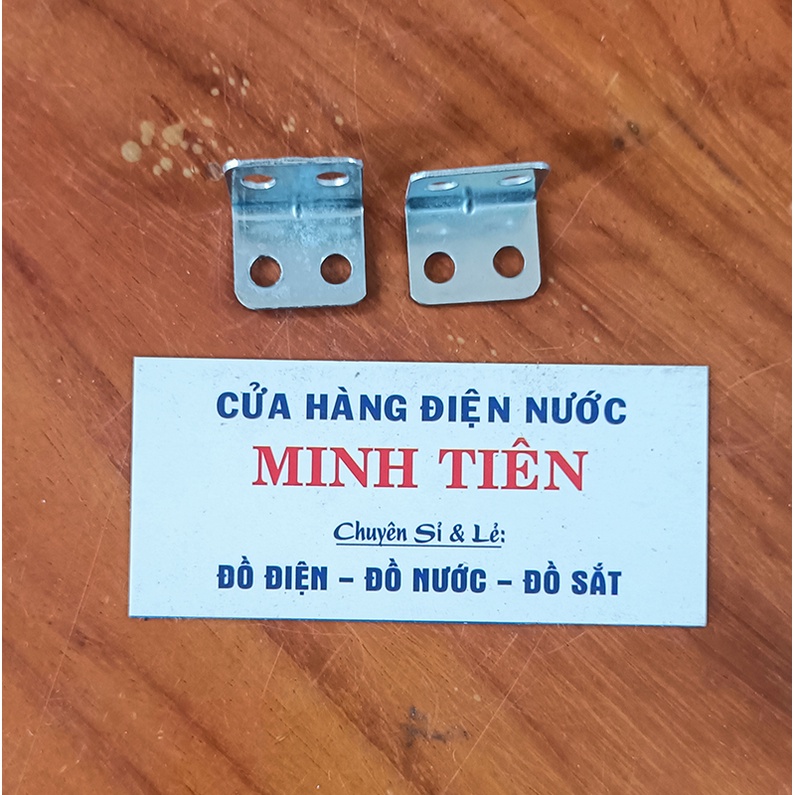 CỬA HÀNG ĐIỆN NƯỚC
MINH TIÊN
Chuyên Sỉ & Lẻ:
ĐỒ ĐIỆN – ĐỒ NƯỚC – ĐỒ SẮT